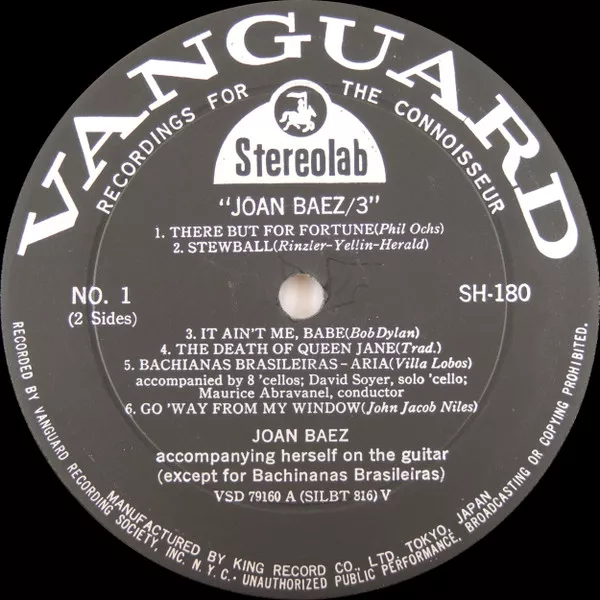 VANGUARD
RECORDINGS FOR THE CONNOISSEUR
Stereolab
"JOAN BAEZ/3"
1. THERE BUT FOR FORTUNE(Phil Ochs)
2. STEWBALL(Rinzler-Yellin-Herald)
NO. 1
(2 Sides)
SH-180
3. IT AIN'T ME, BABE(Bob Dylan)
4. THE DEATH OF QUEEN JANE(Trad.)
5. BACHIANAS BRASILEIRAS-ARIA(Villa Lobos)
accompanied by 8 'cellos; David Soyer, solo 'cello;
Maurice Abravanel, conductor
6. GO 'WAY FROM MY WINDOW(John Jacob Niles)
JOAN BAEZ
accompanying herself on the guitar
(except for Bachinanas Brasileiras)
VSD 79160 A (SILBT 816) V
MANUFACTURED BY KING RECORD CO., LTD, TOKYO, JAPAN
RECORDED BY VANGUARD RECORDING SOCIETY, INC. N.Y.C.· UNAUTHORIZED PUBLIC PERFORMANCE, BROADCASTING OR COPYING PROHIBITED.